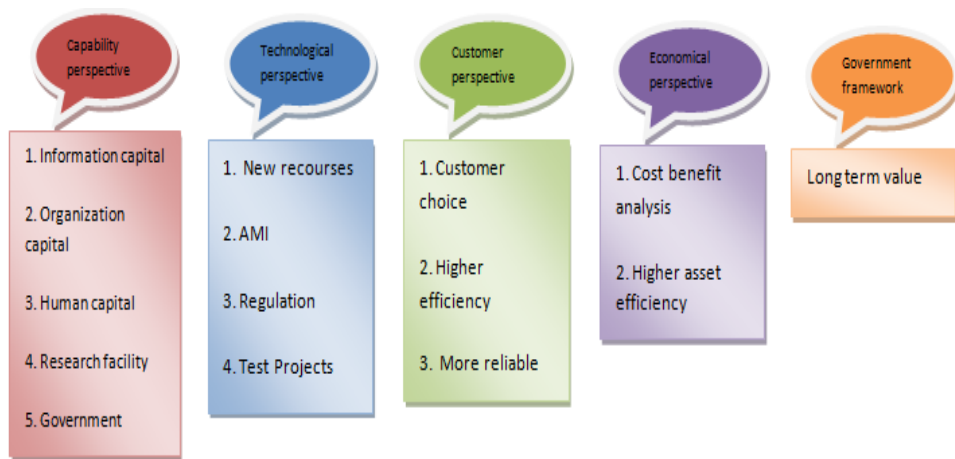 Capability
perspective
1. Information capital
2. Organization
capital
3. Human capital
4. Research facility
5. Government
Technological
perspective
1. New recourses
2. AMI
3. Regulation
4. Test Projects
Customer
perspective
1. Customer
choice
2. Higher
efficiency
3. More reliable
Economical
perspective
1. Cost benefit
analysis
2. Higher asset
efficiency
Government
framework
Long term value